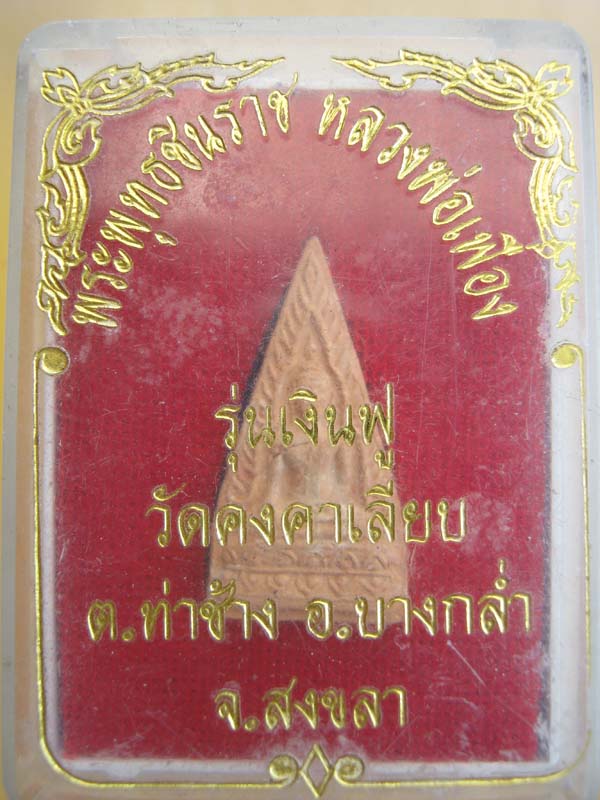 พระพุทธชินราช หลวงพ่อเฟื่อง
รุ่นเงินฟู
วัดคงคาเลียบ
ต.ท่าช้าง อ.บางกล่ำ
จ.สงขลา